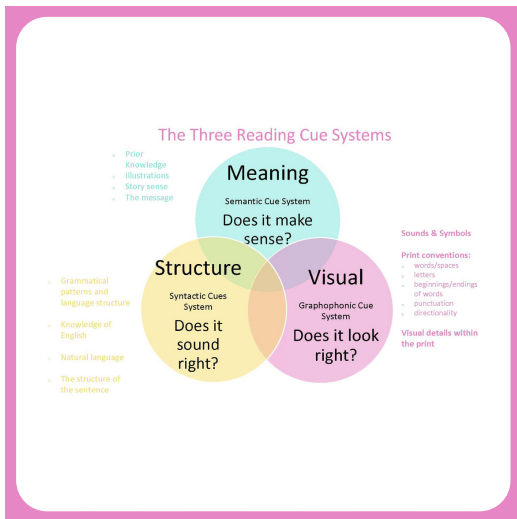 The Three Reading Cue Systems
Prior
Knowledge
Illustrations
Story sense
The message
Meaning
Semantic Cue System
Does it make
sense?
Structure
Syntactic Cues
System
Does it
sound
right?
Visual
Graphophonic Cue
System
Does it look
right?
Sounds & Symbols
Print conventions:
words/spaces
letters
beginnings/endings
of words
punctuation
directionality
Visual details within
the print
Grammatical
patterns and
language structure
Knowledge of
English
Natural language
The structure of
the sentence